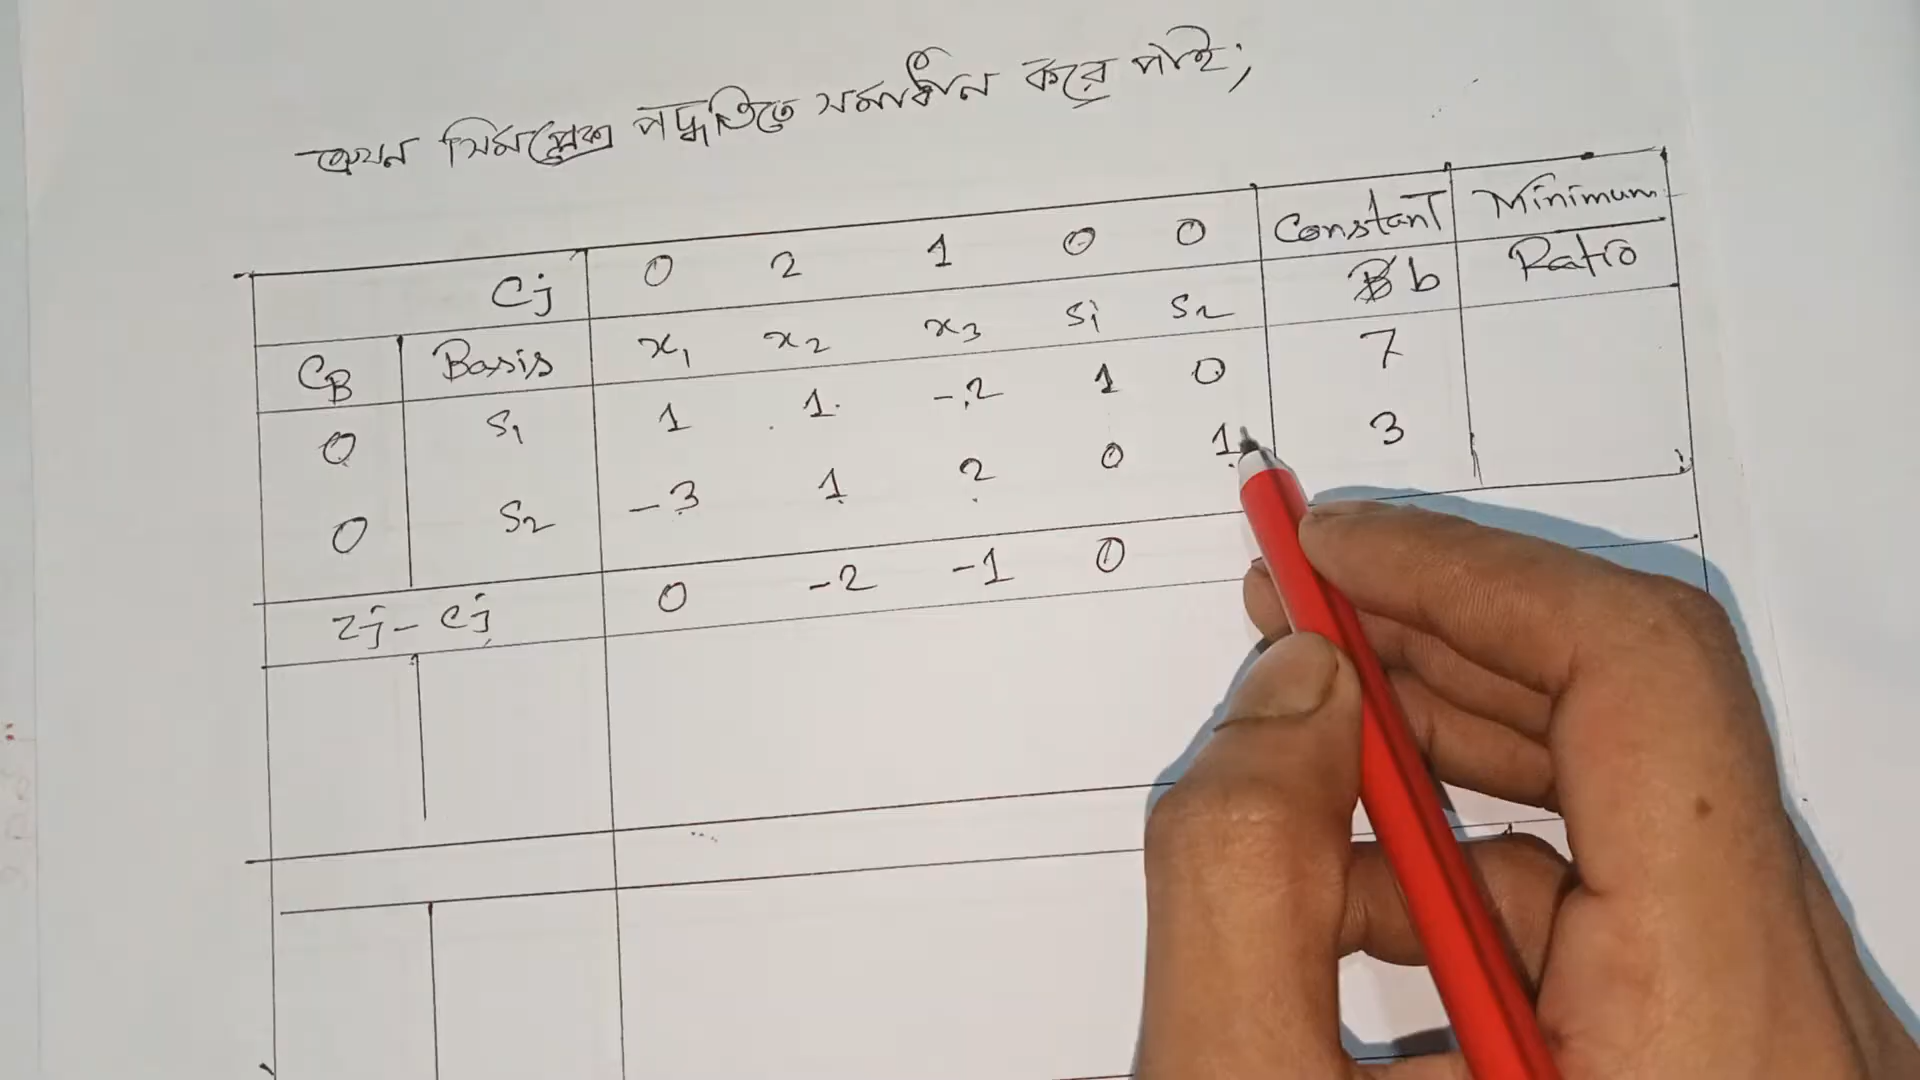 এখন সিমপ্লেক্স পদ্ধতিতে সমাধান করে পাই;
Cj 0 2 1 0 0 Constant Minimum
CB Basis x1 x2 x3 s1 s2 b Ratio
0 s1 1 1 -2 1 0 7
0 s2 -3 1 2 0 1 3
zj - cj 0 -2 -1 0